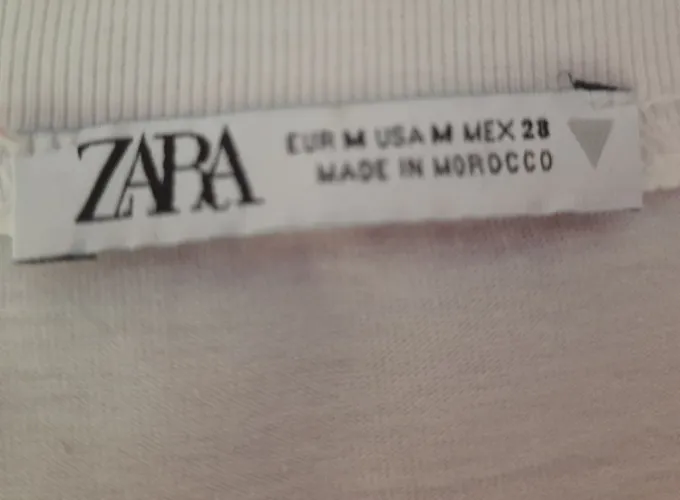 ZARA
EUR M USA M MEX 28
MADE IN MOROCCO